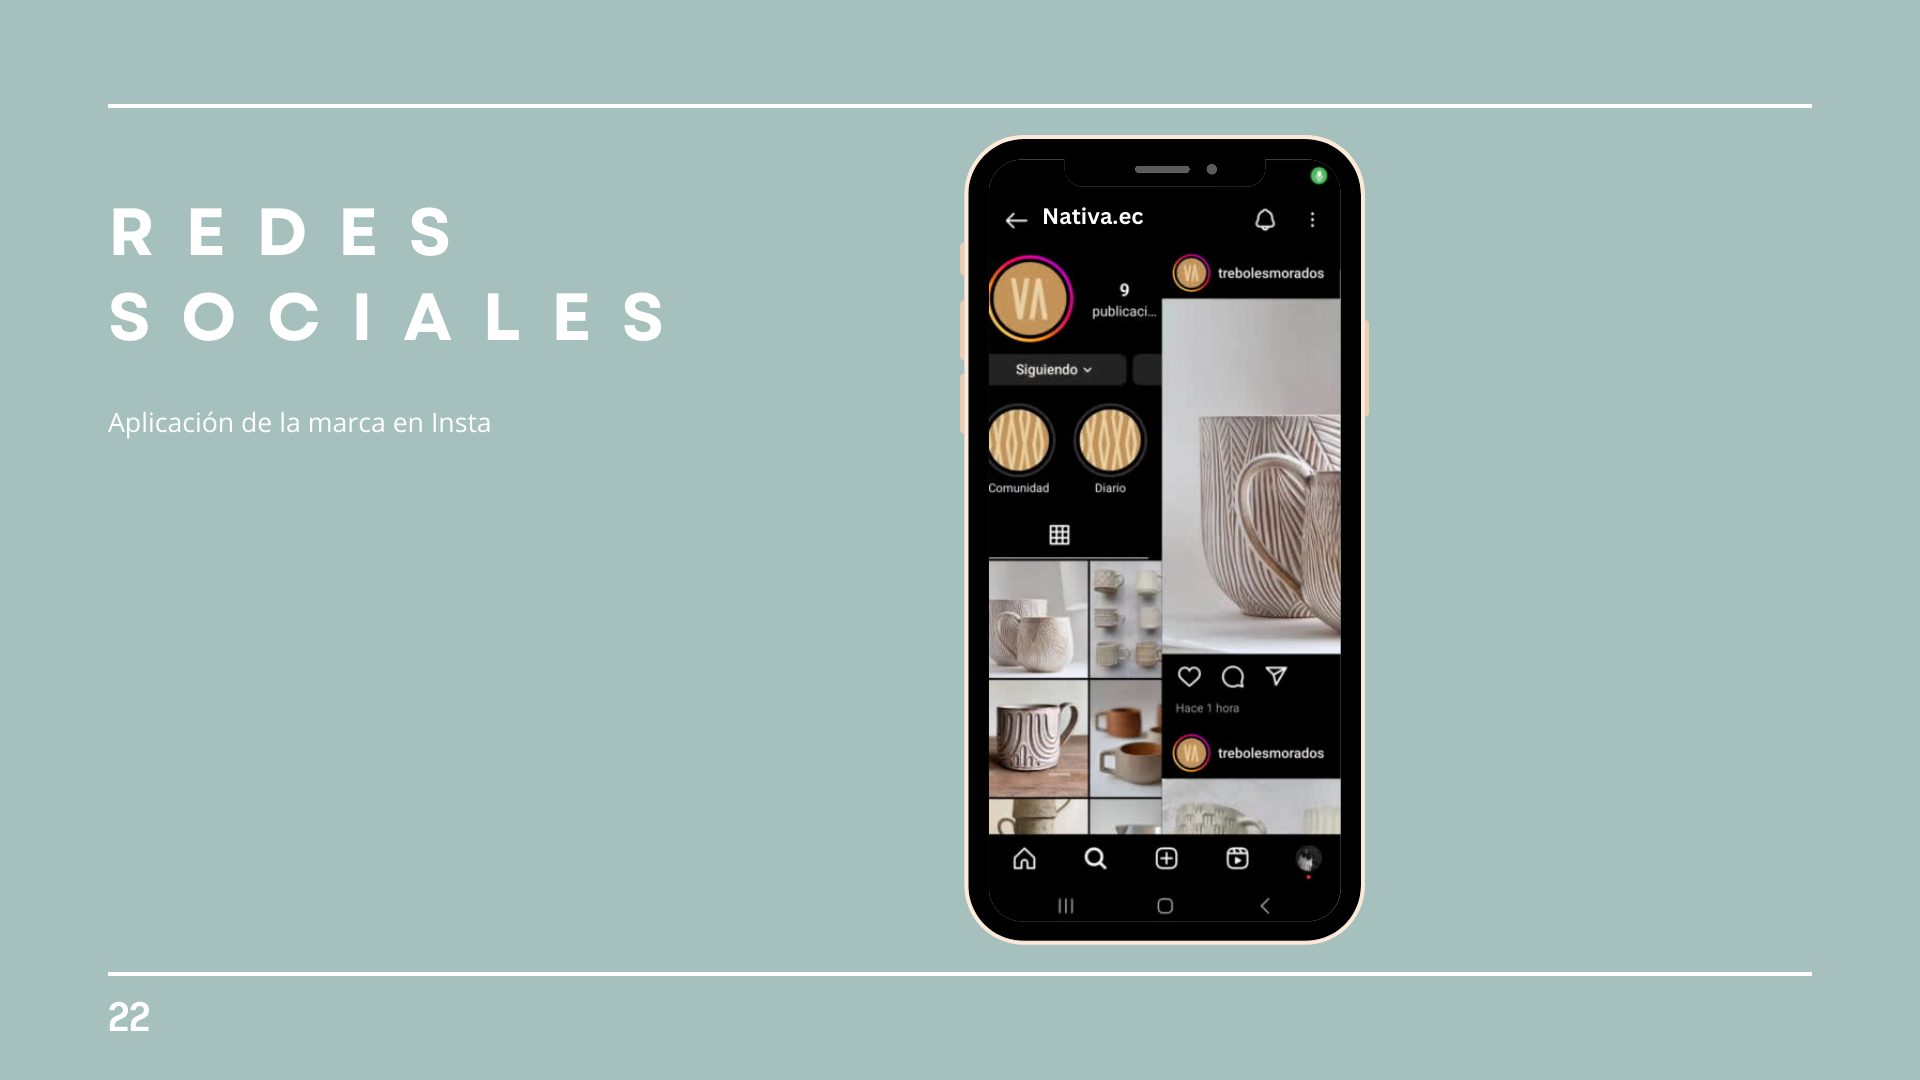 REDES
SOCIALES
Aplicación de la marca en Insta
Nativa.ec
VA
9
publicaci...
Siguiendo
Comunidad
Diario
VA
trebolesmorados
Hace 1 hora
VA
trebolesmorados
22